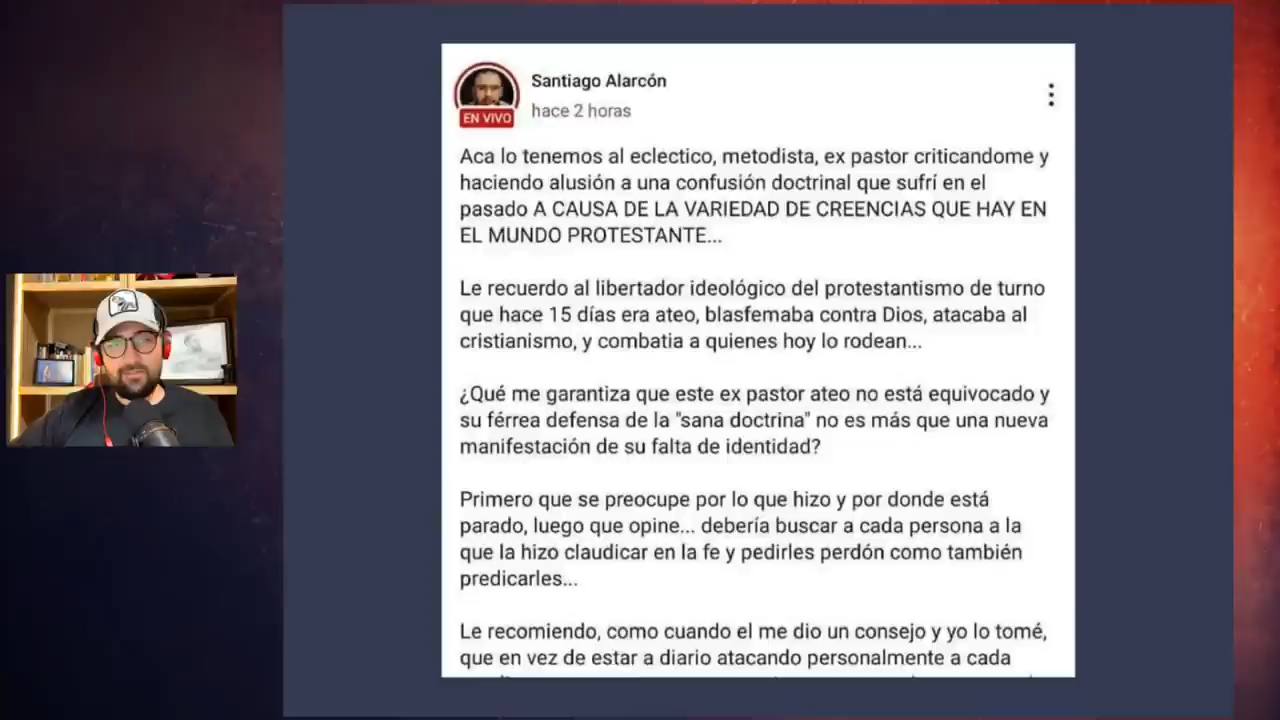 Santiago Alarcón
EN VIVO
hace 2 horas
Aca lo tenemos al eclectico, metodista, ex pastor criticandome y
haciendo alusión a una confusión doctrinal que sufrí en el
pasado A CAUSA DE LA VARIEDAD DE CREENCIAS QUE HAY EN
EL MUNDO PROTESTANTE...
Le recuerdo al libertador ideológico del protestantismo de turno
que hace 15 días era ateo, blasfemaba contra Dios, atacaba al
cristianismo, y combatia a quienes hoy lo rodean...
¿Qué me garantiza que este ex pastor ateo no está equivocado y
su férrea defensa de la "sana doctrina" no es más que una nueva
manifestación de su falta de identidad?
Primero que se preocupe por lo que hizo y por donde está
parado, luego que opine... debería buscar a cada persona a la
que la hizo claudicar en la fe y pedirles perdón como también
predicarles...
Le recomiendo, como cuando el me dio un consejo y yo lo tomé,
que en vez de estar a diario atacando personalmente a cada